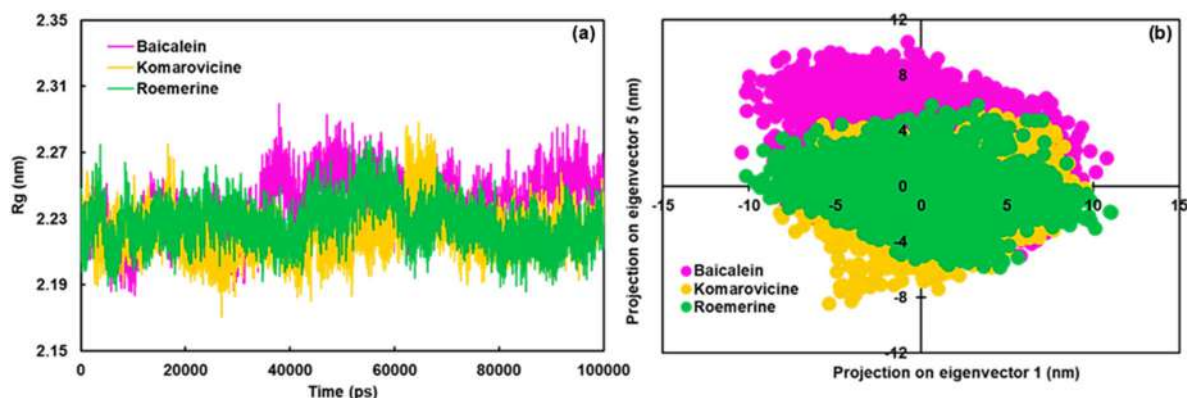 2.35
(a)
Baicalein
Komarovicine
Roemerine
2.31
2.27
2.23
2.19
2.15
Rg (nm)
0 20000 40000 60000 80000 100000
Time (ps)
12
(b)
8
4
0
-15 -10 -5 0 5 10 15
-4
-8
-12
Baicalein
Komarovicine
Roemerine
Projection on eigenvector 5 (nm)
Projection on eigenvector 1 (nm)